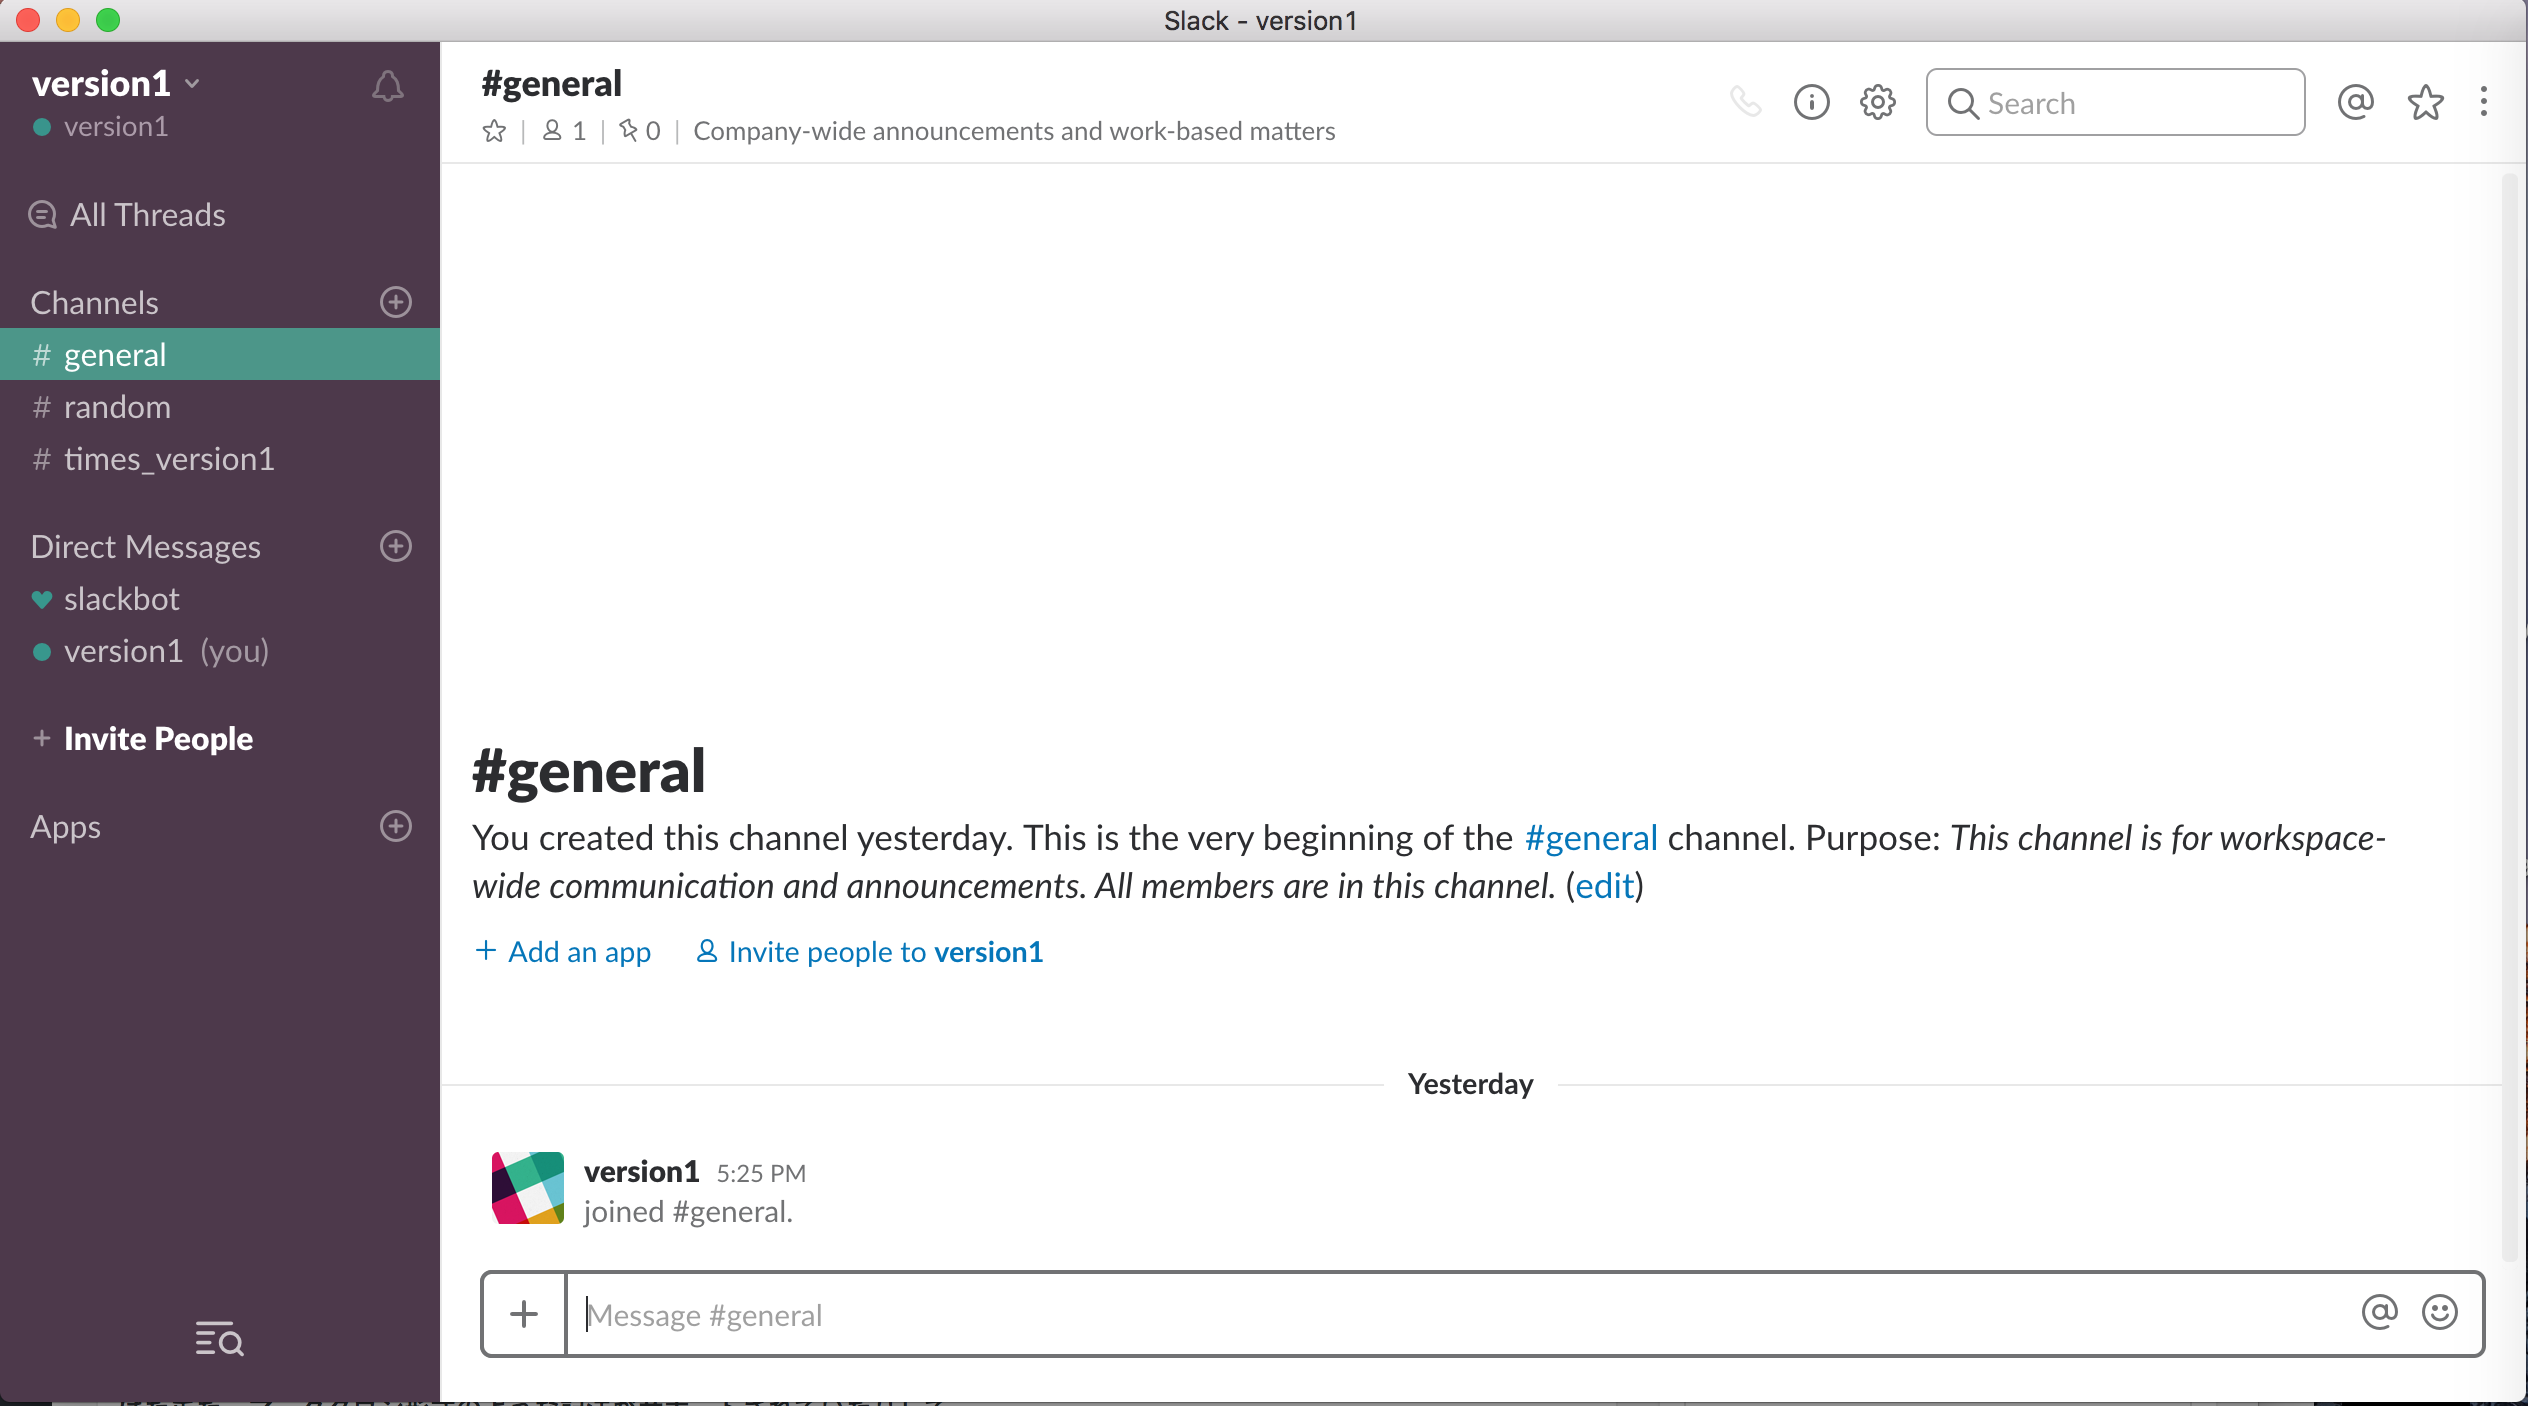 Slack - version1
version1
version1
All Threads
Channels
# general
# random
# times_version1
Direct Messages
slackbot
version1 (you)
+ Invite People
Apps
#general
1 | 0 | Company-wide announcements and work-based matters
Search
#general
You created this channel yesterday. This is the very beginning of the #general channel. Purpose: This channel is for workspace-
wide communication and announcements. All members are in this channel. (edit)
+ Add an app Invite people to version1
Yesterday
version1 5:25 PM
joined #general.
Message #general